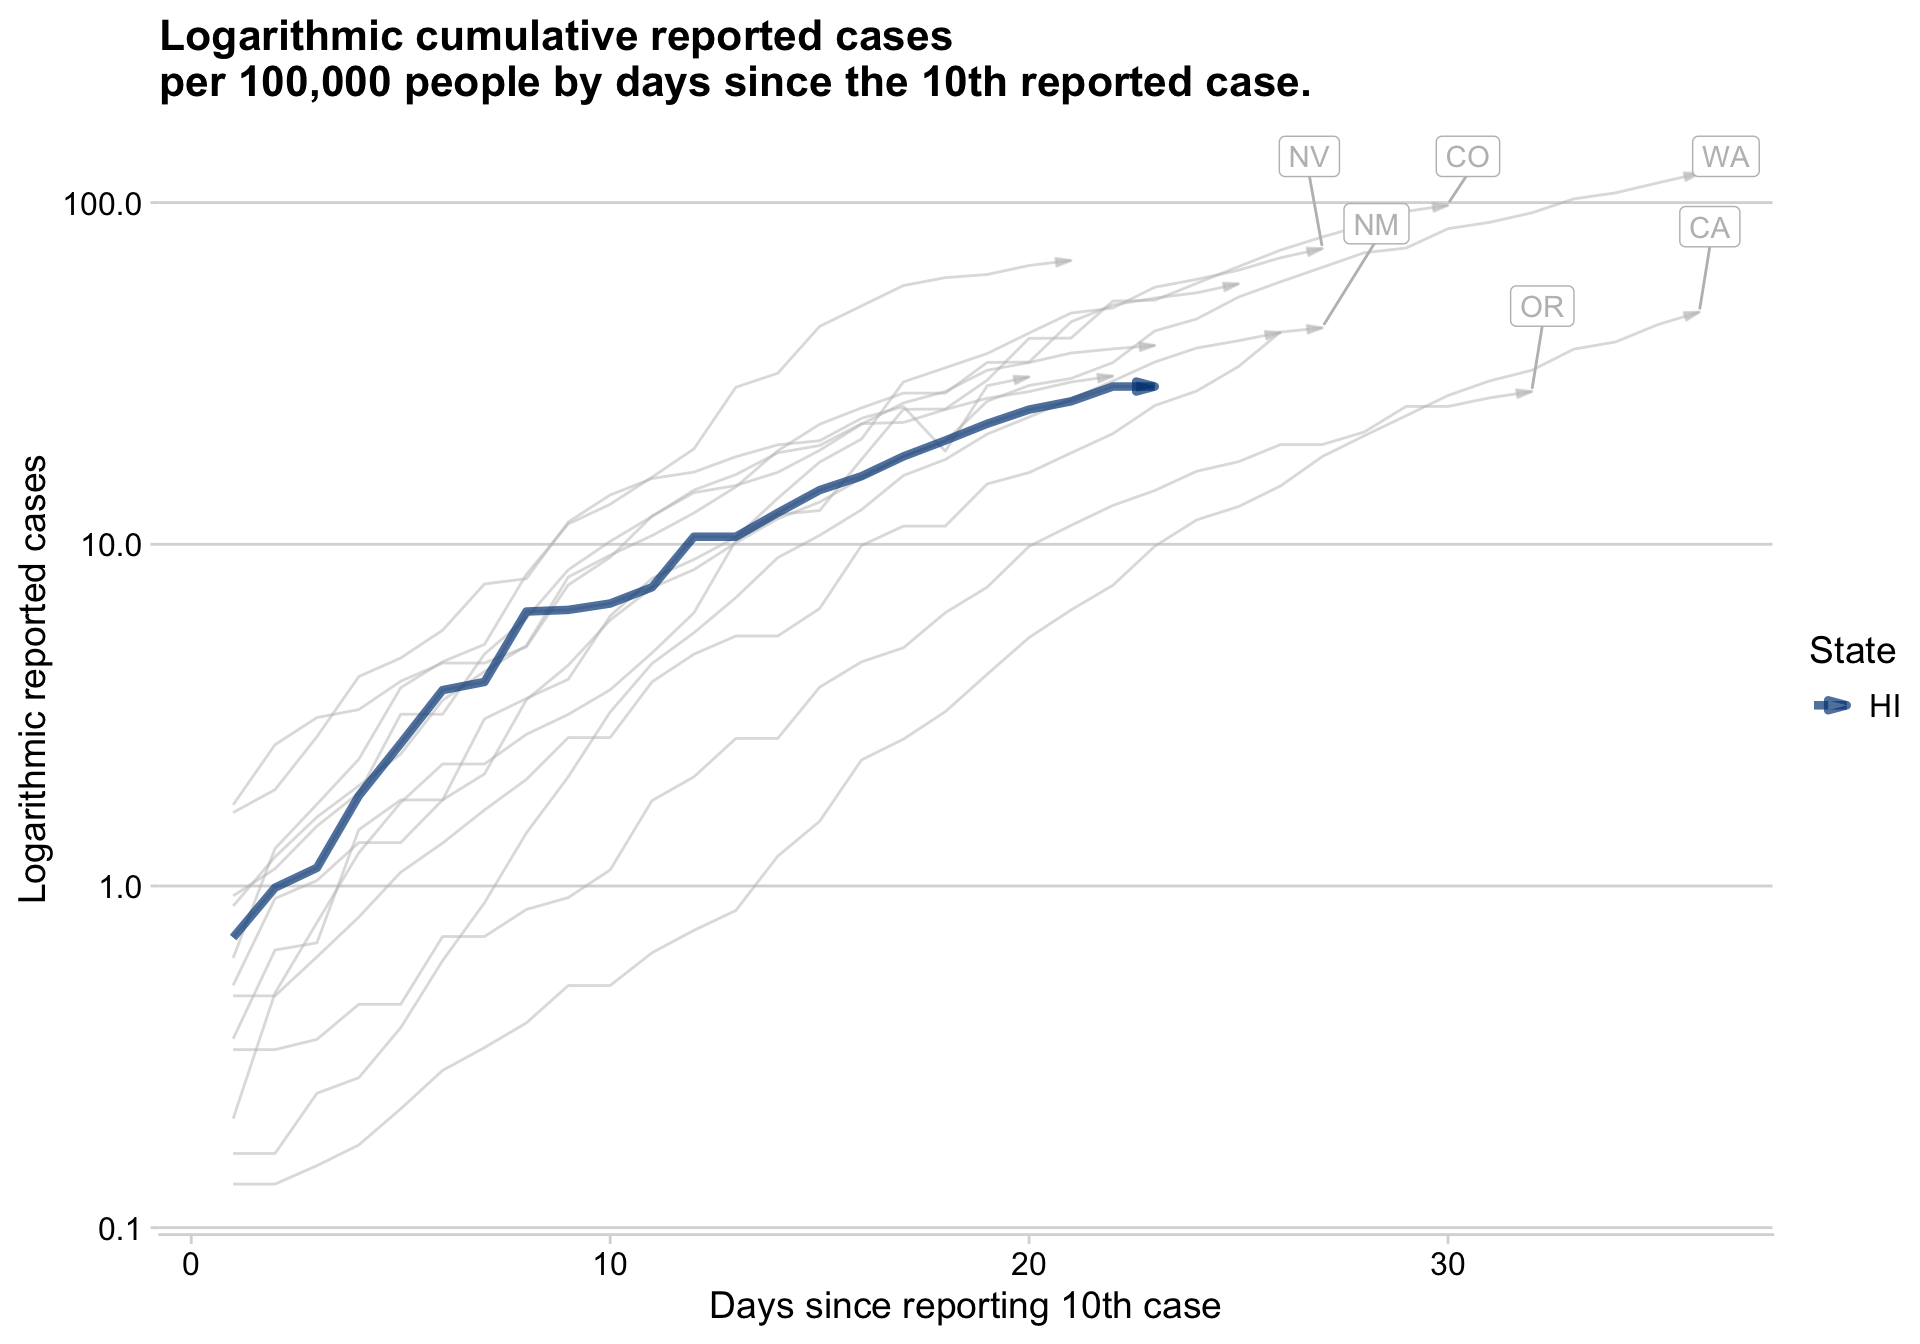 Logarithmic cumulative reported cases
per 100,000 people by days since the 10th reported case.
NV
CO
WA
NM
CA
OR
100.0
10.0
1.0
0.1
Logarithmic reported cases
State
HI
0
10
20
30
Days since reporting 10th case